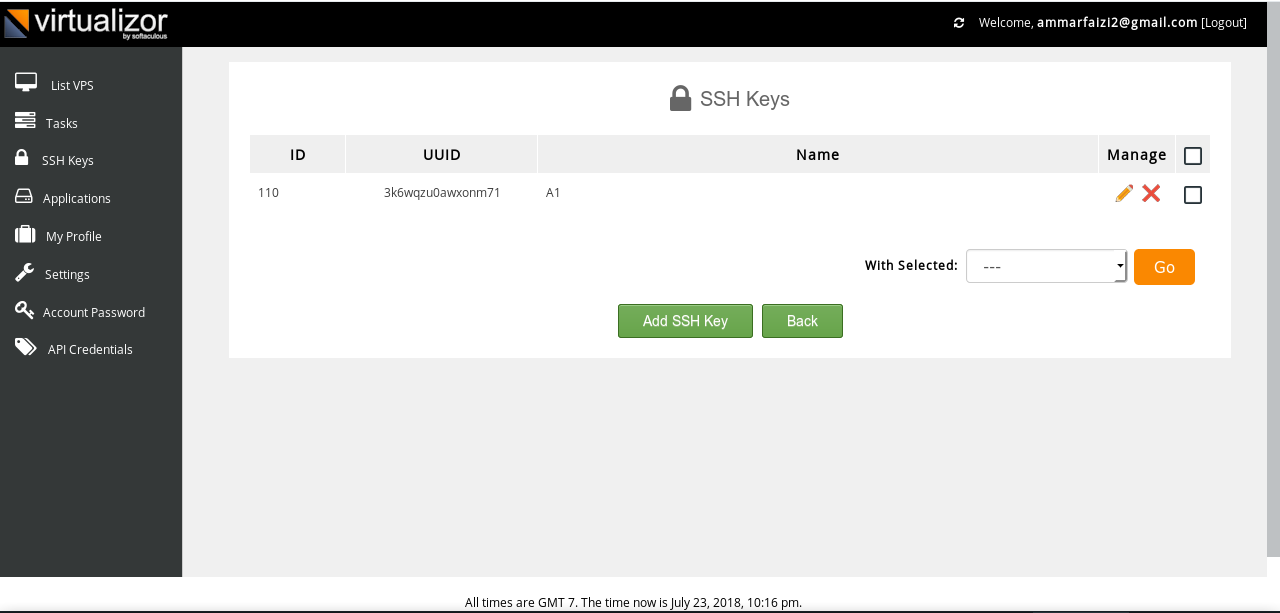 virtualizor
by softaculous
Welcome, ammarfaizi2@gmail.com [Logout]
List VPS
Tasks
SSH Keys
Applications
My Profile
Settings
Account Password
API Credentials
SSH Keys
ID UUID Name Manage
110 3k6wqzu0awxonm71 A1
With Selected: --- Go
Add SSH Key Back
All times are GMT 7. The time now is July 23, 2018, 10:16 pm.